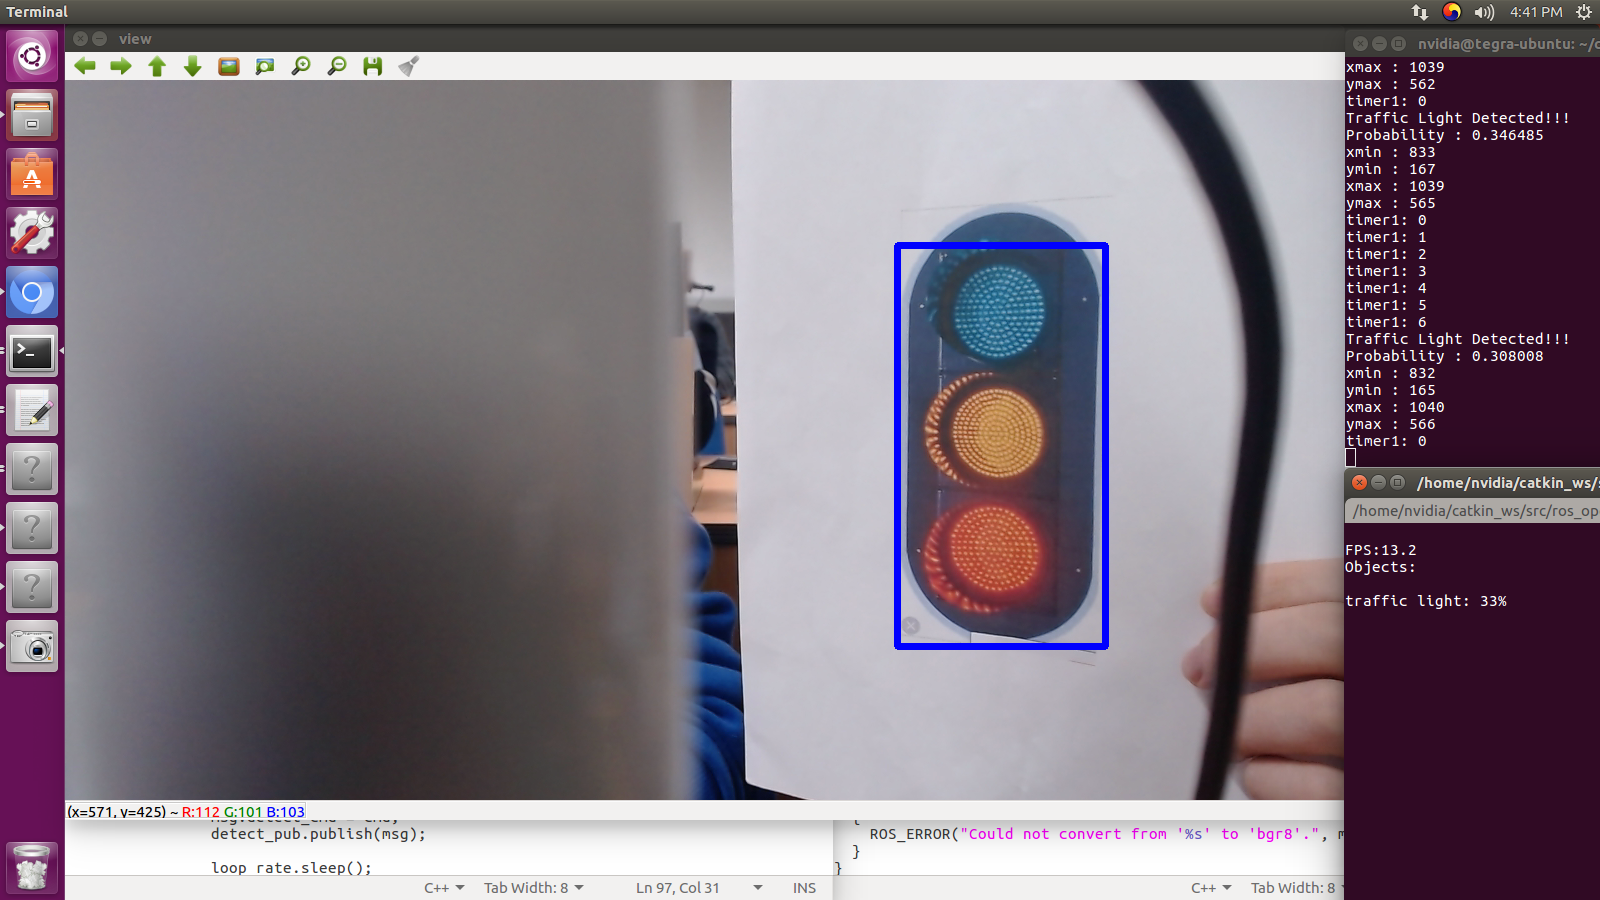 Terminal
4:41 PM
view
nvidia@tegra-ubuntu: ~/c
xmax : 1039
ymax : 562
timer1: 0
Traffic Light Detected!!!
Probability : 0.346485
xmin : 833
ymin : 167
xmax : 1039
ymax : 565
timer1: 0
timer1: 1
timer1: 2
timer1: 3
timer1: 4
timer1: 5
timer1: 6
Traffic Light Detected!!!
Probability : 0.308008
xmin : 832
ymin : 165
xmax : 1040
ymax : 566
timer1: 0
/home/nvidia/catkin_ws/s
/home/nvidia/catkin_ws/src/ros_op
FPS:13.2
Objects:
traffic light: 33%
(x=571, y=425) ~ R:112 G:101 B:103
detect_pub.publish(msg);
loop_rate.sleep();
C++ Tab Width: 8 Ln 97, Col 31 INS
{
ROS_ERROR("Could not convert from '%s' to 'bgr8'.", m
}
}
C++ Tab Width: 8